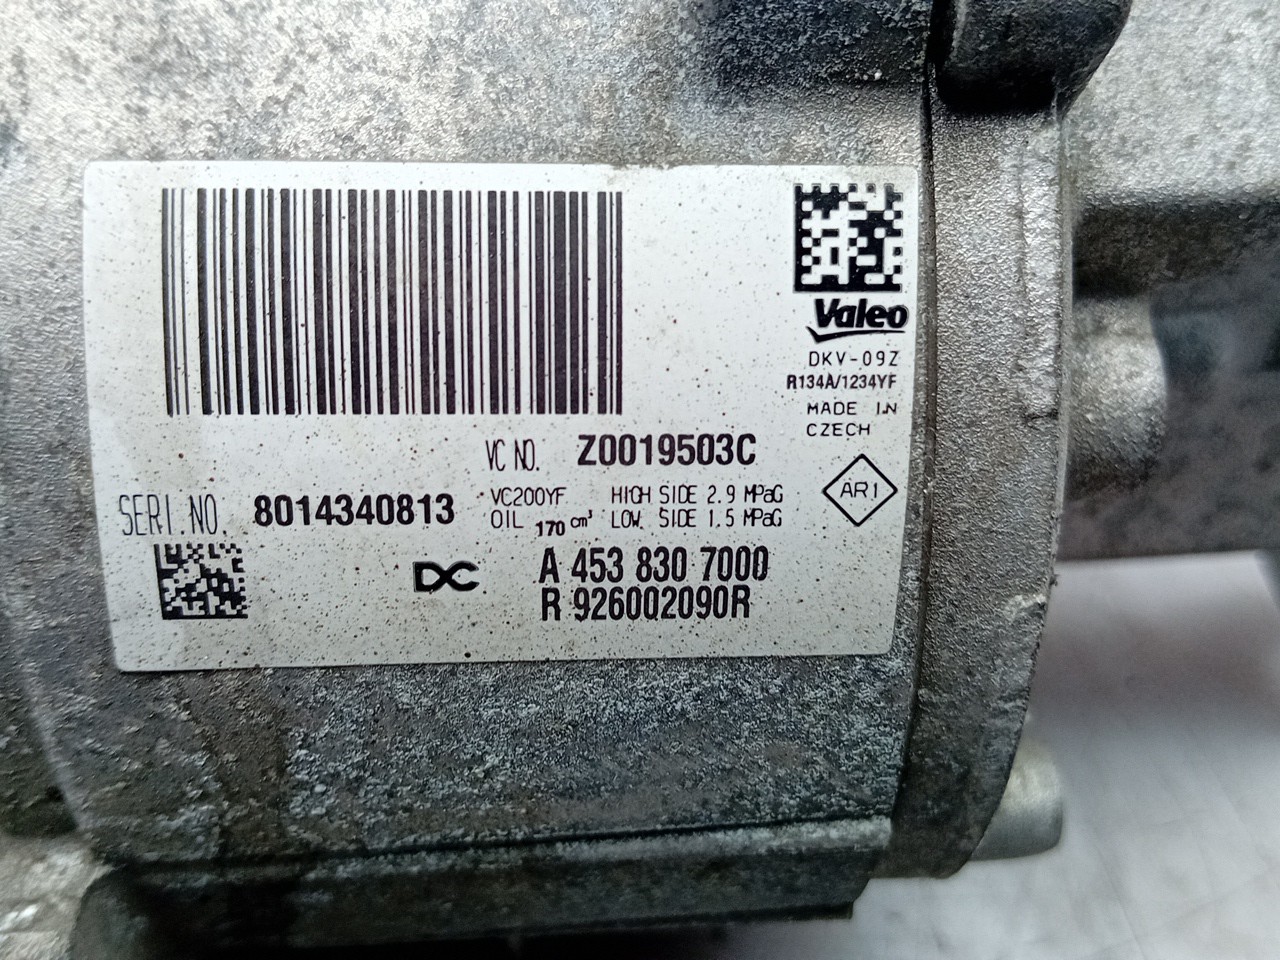 Valeo
DKV-09Z
R134A/1234YF
MADE IN
CZECH
VC NO. Z0019503C
SERI NO. 8014340813
VC200YF HIGH SIDE 2.9 MPaG
OIL 170 cm³ LOW. SIDE 1.5 MPaG
AR1
DC
A 453 830 7000
R 926002090R